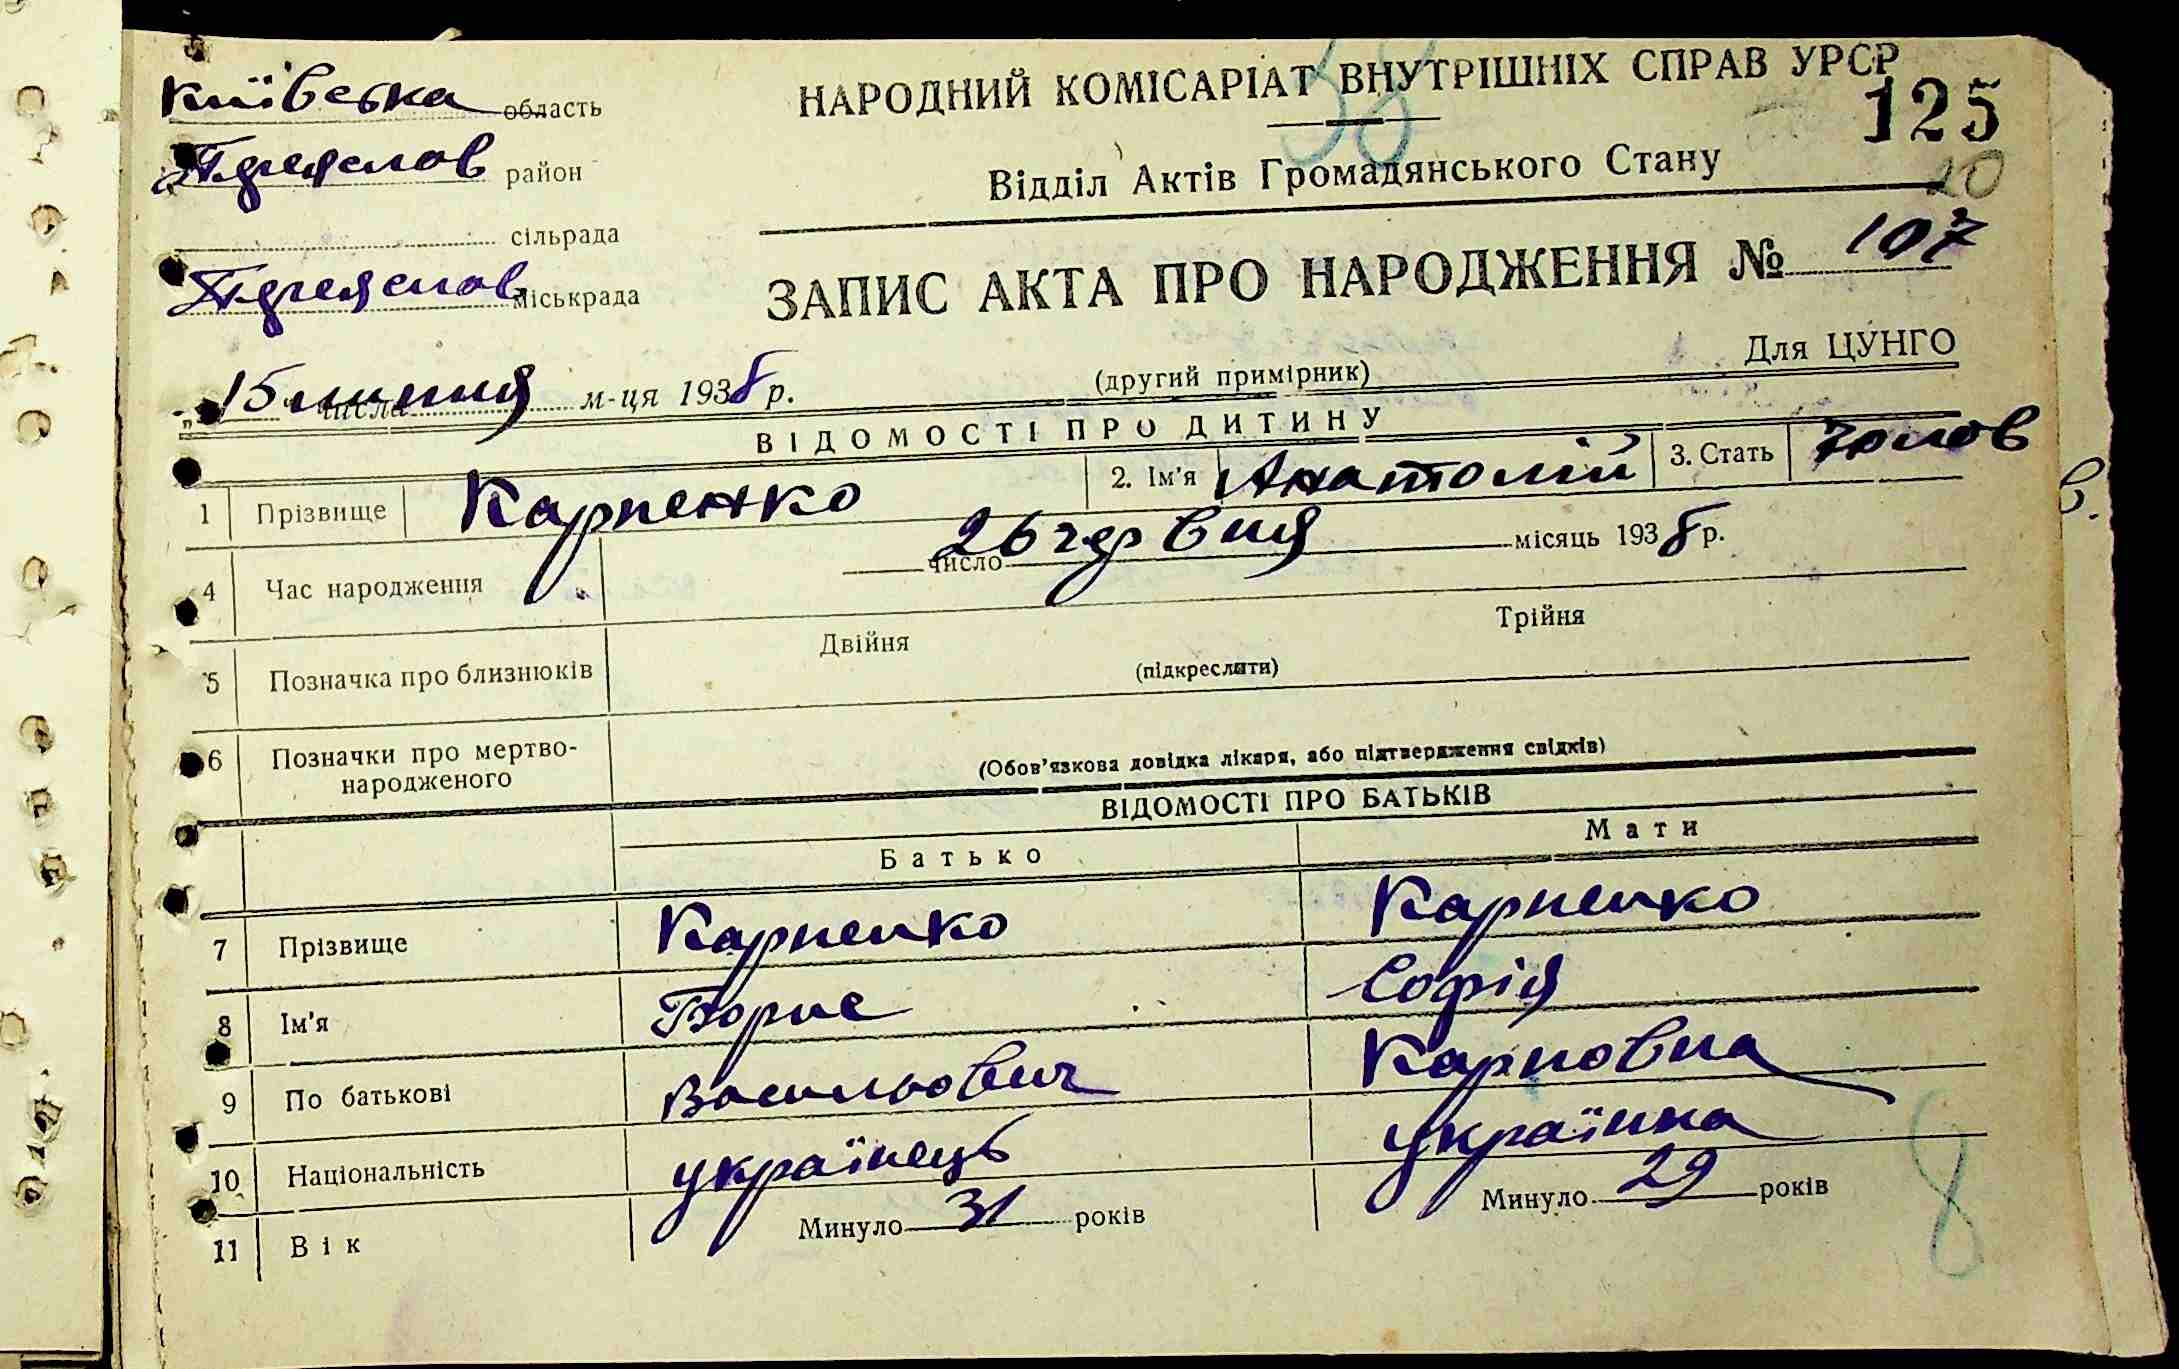 Київська область
НАРОДНИЙ КОМІСАРІАТ ВНУТРІШНІХ СПРАВ УРСР
125
район
20
Відділ Актів Громадянського Стану
сільрада
міськрада
ЗАПИС АКТА ПРО НАРОДЖЕННЯ № 107
Для ЦУНГО
„ 15 числа липня м-ця 1938 р.
(другий примірник)
ВІДОМОСТІ ПРО ДИТИНУ
1 Прізвище Карпенко 2. Ім'я Анатолій 3. Стать чолов
4 Час народження 26 число червня місяць 1938 р.
5 Позначка про близнюків Двійня Трійня
(підкреслити)
6 Позначки про мертво-
народженого
(Обов'язкова довідка лікаря, або підтвердження свідків)
ВІДОМОСТІ ПРО БАТЬКІВ
Батько Мати
7 Прізвище Карпенко Карпенко
8 Ім'я Борис Софія
9 По батькові Васильович Карповна
10 Національність українець українка
11 Вік Минуло 31 років Минуло 29 років
8